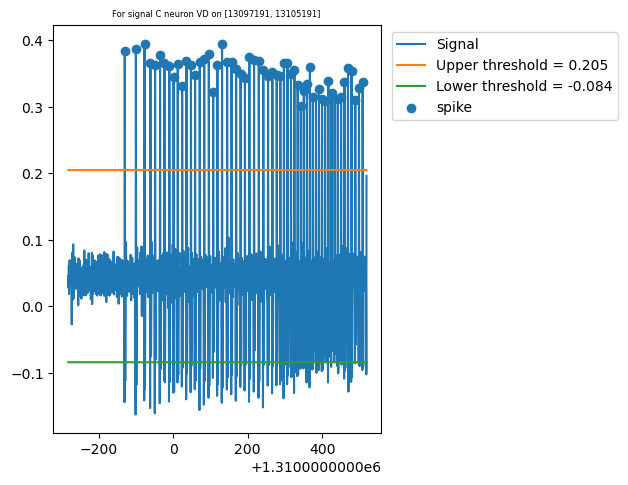 For signal C neuron VD on [13097191, 13105191]
Signal
Upper threshold = 0.205
Lower threshold = -0.084
spike
0.4
0.3
0.2
0.1
0.0
−0.1
−200
0
200
400
+1.3100000000e6